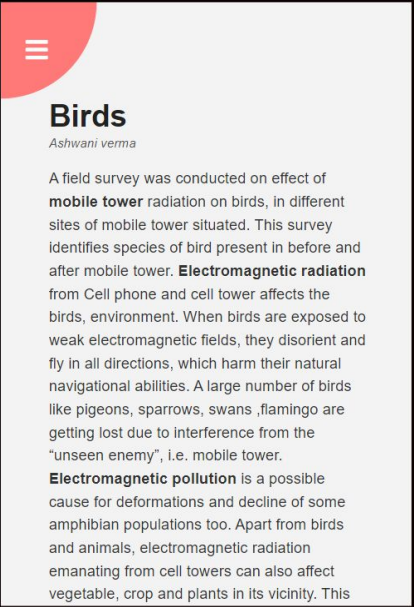 Birds
Ashwani verma
A field survey was conducted on effect of
mobile tower radiation on birds, in different
sites of mobile tower situated. This survey
identifies species of bird present in before and
after mobile tower. Electromagnetic radiation
from Cell phone and cell tower affects the
birds, environment. When birds are exposed to
weak electromagnetic fields, they disorient and
fly in all directions, which harm their natural
navigational abilities. A large number of birds
like pigeons, sparrows, swans ,flamingo are
getting lost due to interference from the
“unseen enemy”, i.e. mobile tower.
Electromagnetic pollution is a possible
cause for deformations and decline of some
amphibian populations too. Apart from birds
and animals, electromagnetic radiation
emanating from cell towers can also affect
vegetable, crop and plants in its vicinity. This